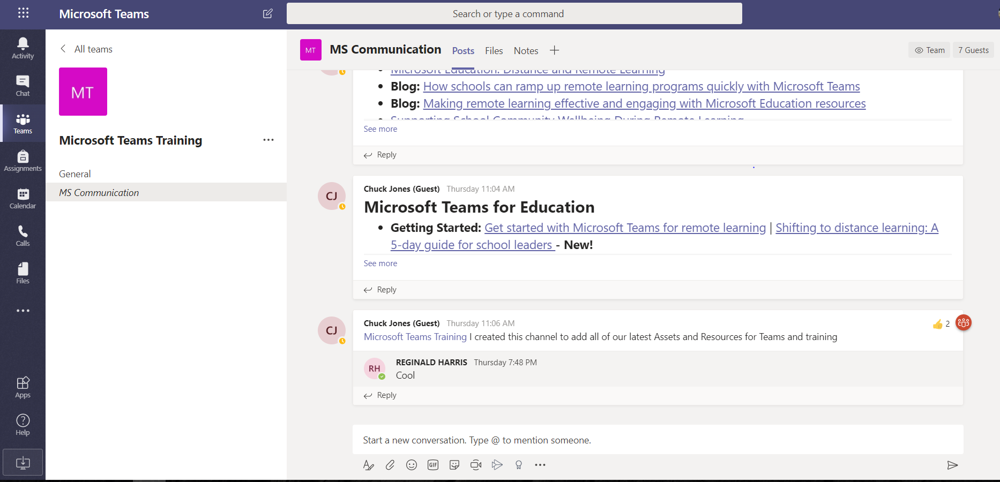 Microsoft Teams
Search or type a command
Activity
Chat
Teams
Assignments
Calendar
Calls
Files
Apps
Help
All teams
MT
Microsoft Teams Training
General
MS Communication
MT
MS Communication
Posts
Files
Notes
Team
7 Guests
Microsoft Education: Distance and Remote Learning
Blog: How schools can ramp up remote learning programs quickly with Microsoft Teams
Blog: Making remote learning effective and engaging with Microsoft Education resources
Supporting School Community Wellbeing During Remote Learning
See more
Reply
CJ
Chuck Jones (Guest) Thursday 11:04 AM
Microsoft Teams for Education
Getting Started: Get started with Microsoft Teams for remote learning | Shifting to distance learning: A
5-day guide for school leaders - New!
See more
Reply
CJ
Chuck Jones (Guest) Thursday 11:06 AM
2
Microsoft Teams Training I created this channel to add all of our latest Assets and Resources for Teams and training
RH
REGINALD HARRIS Thursday 7:48 PM
Cool
Reply
Start a new conversation. Type @ to mention someone.
GIF